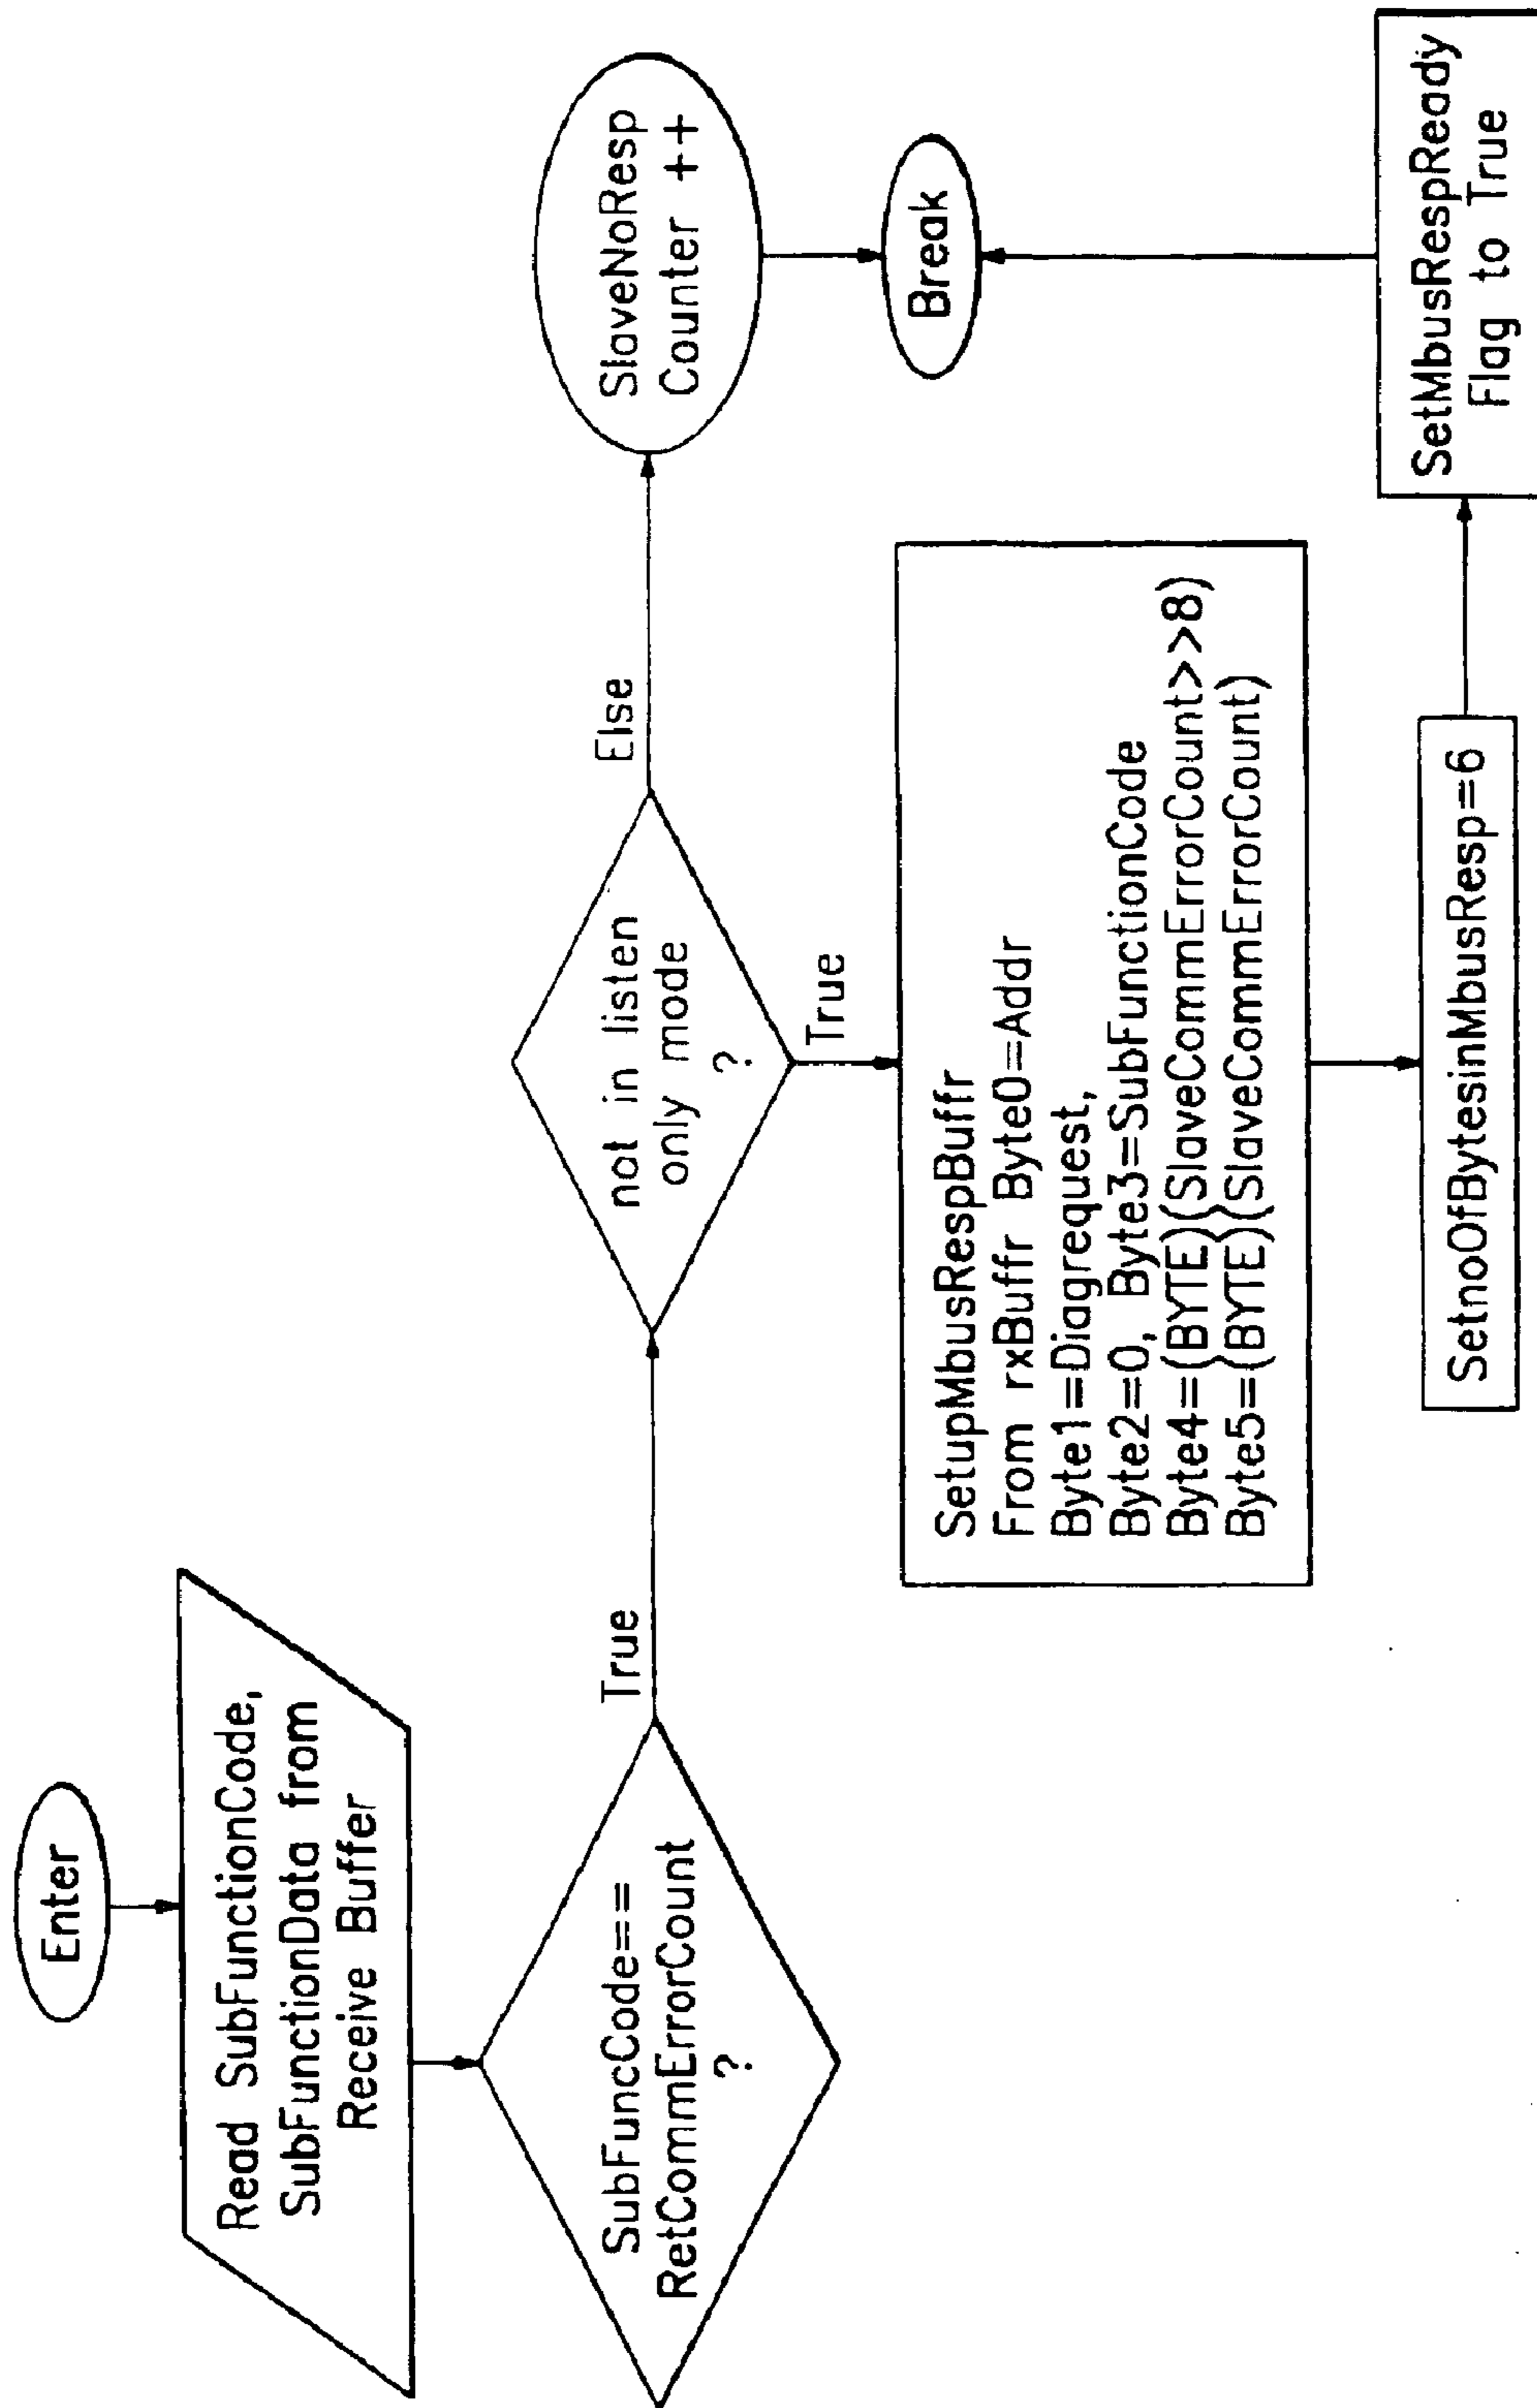 Enter
Read SubFunctionCode,
SubFunctionData from
Receive Buffer
SubFuncCode==
RetCommErrorCount
?
True
not in listen
only mode
?
Else
SlaveNoResp
Counter ++
Break
True
SetupMbusRespBuffr
From rxBuffr Byte0=Addr
Byte1=Diagrequest,
Byte2=0, Byte3=SubFunctionCode
Byte4=(BYTE)(SlaveCommErrorCount>>8)
Byte5=(BYTE)(SlaveCommErrorCount)
SetnoOfBytesinMbusResp=6
SetMbusRespReady
Flag to True